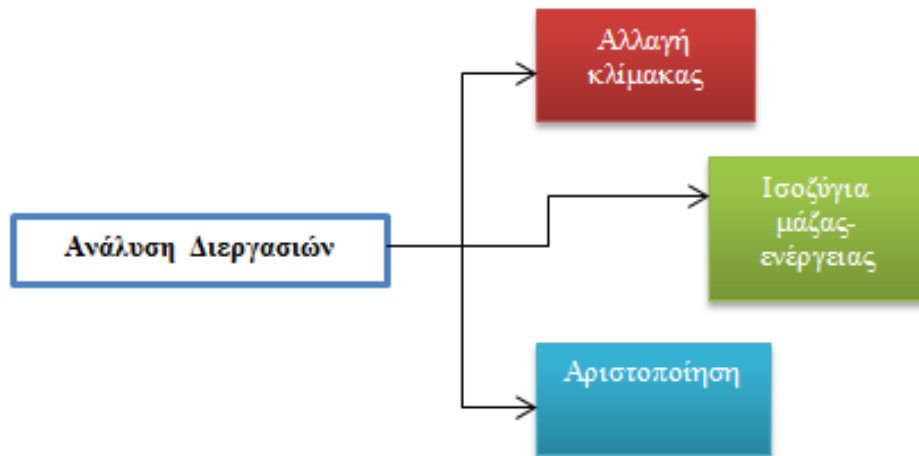 Αλλαγή
κλίμακας
Ισοζύγια
μάζας-
ενέργειας
Ανάλυση Διεργασιών
Αριστοποίηση